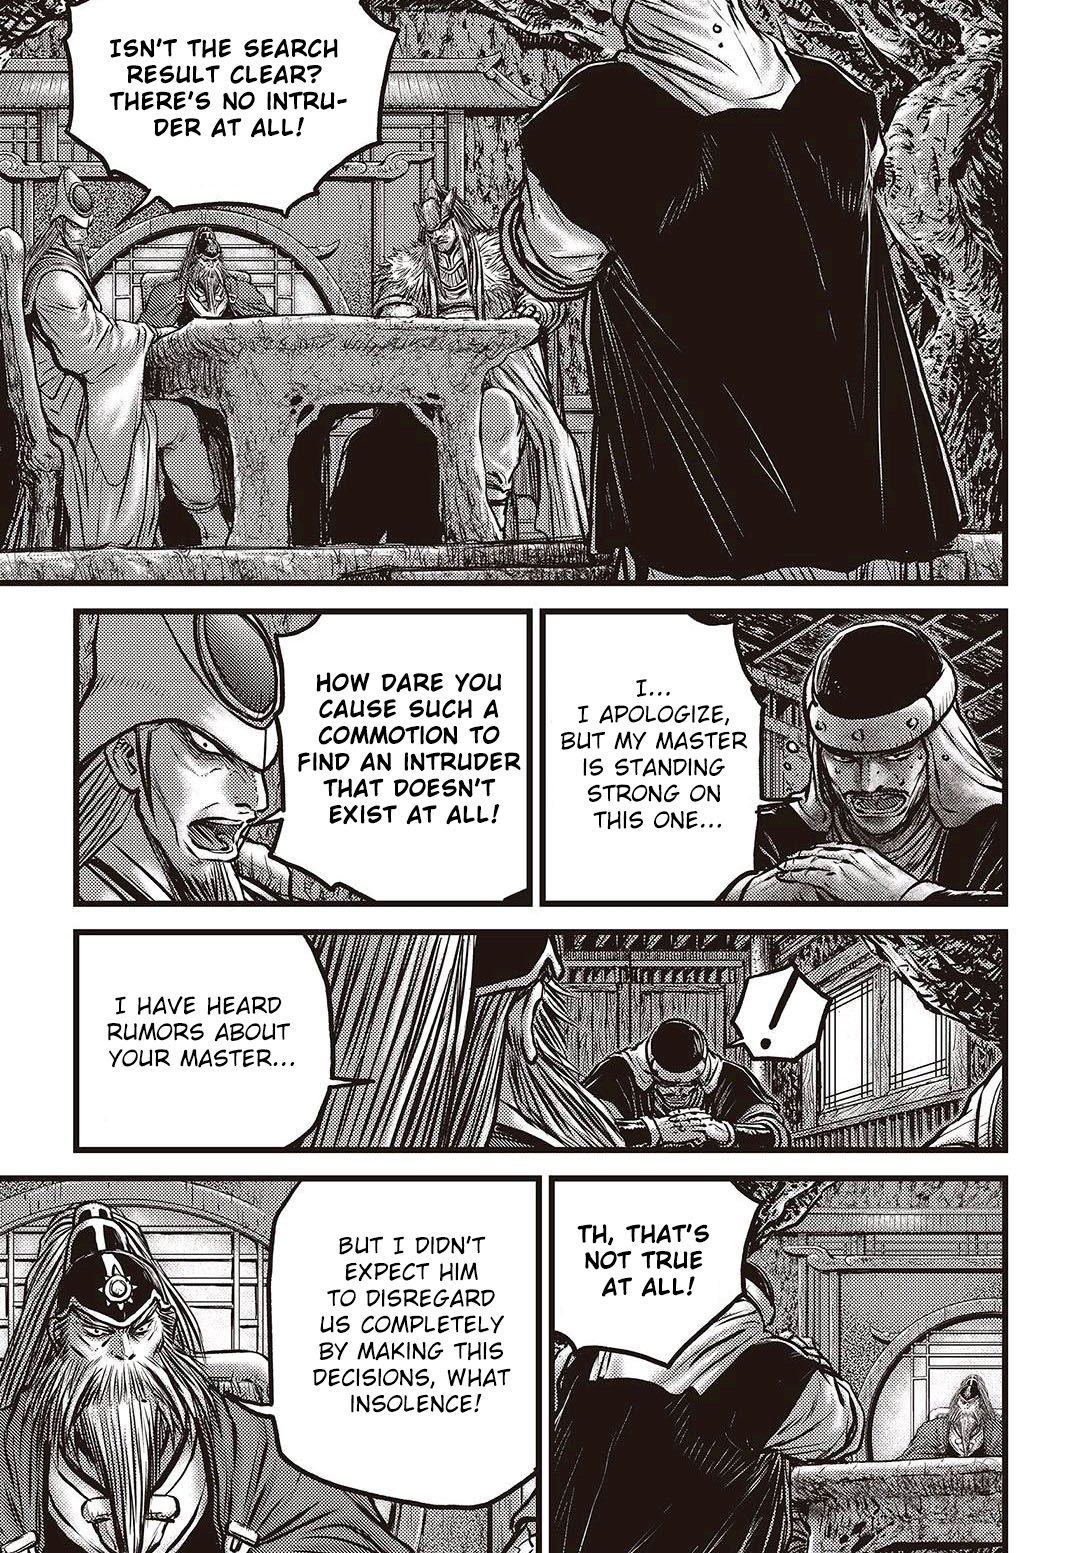 ISN'T THE SEARCH
RESULT CLEAR?
THERE'S NO INTRU-
DER AT ALL!
I...
I APOLOGIZE,
BUT MY MASTER
IS STANDING
STRONG ON
THIS ONE...
HOW DARE YOU
CAUSE SUCH A
COMMOTION TO
FIND AN INTRUDER
THAT DOESN'T
EXIST AT ALL!
!
I HAVE HEARD
RUMORS ABOUT
YOUR MASTER...
TH, THAT'S
NOT TRUE
AT ALL!
BUT I DIDN'T
EXPECT HIM
TO DISREGARD
US COMPLETELY
BY MAKING THIS
DECISIONS, WHAT
INSOLENCE!